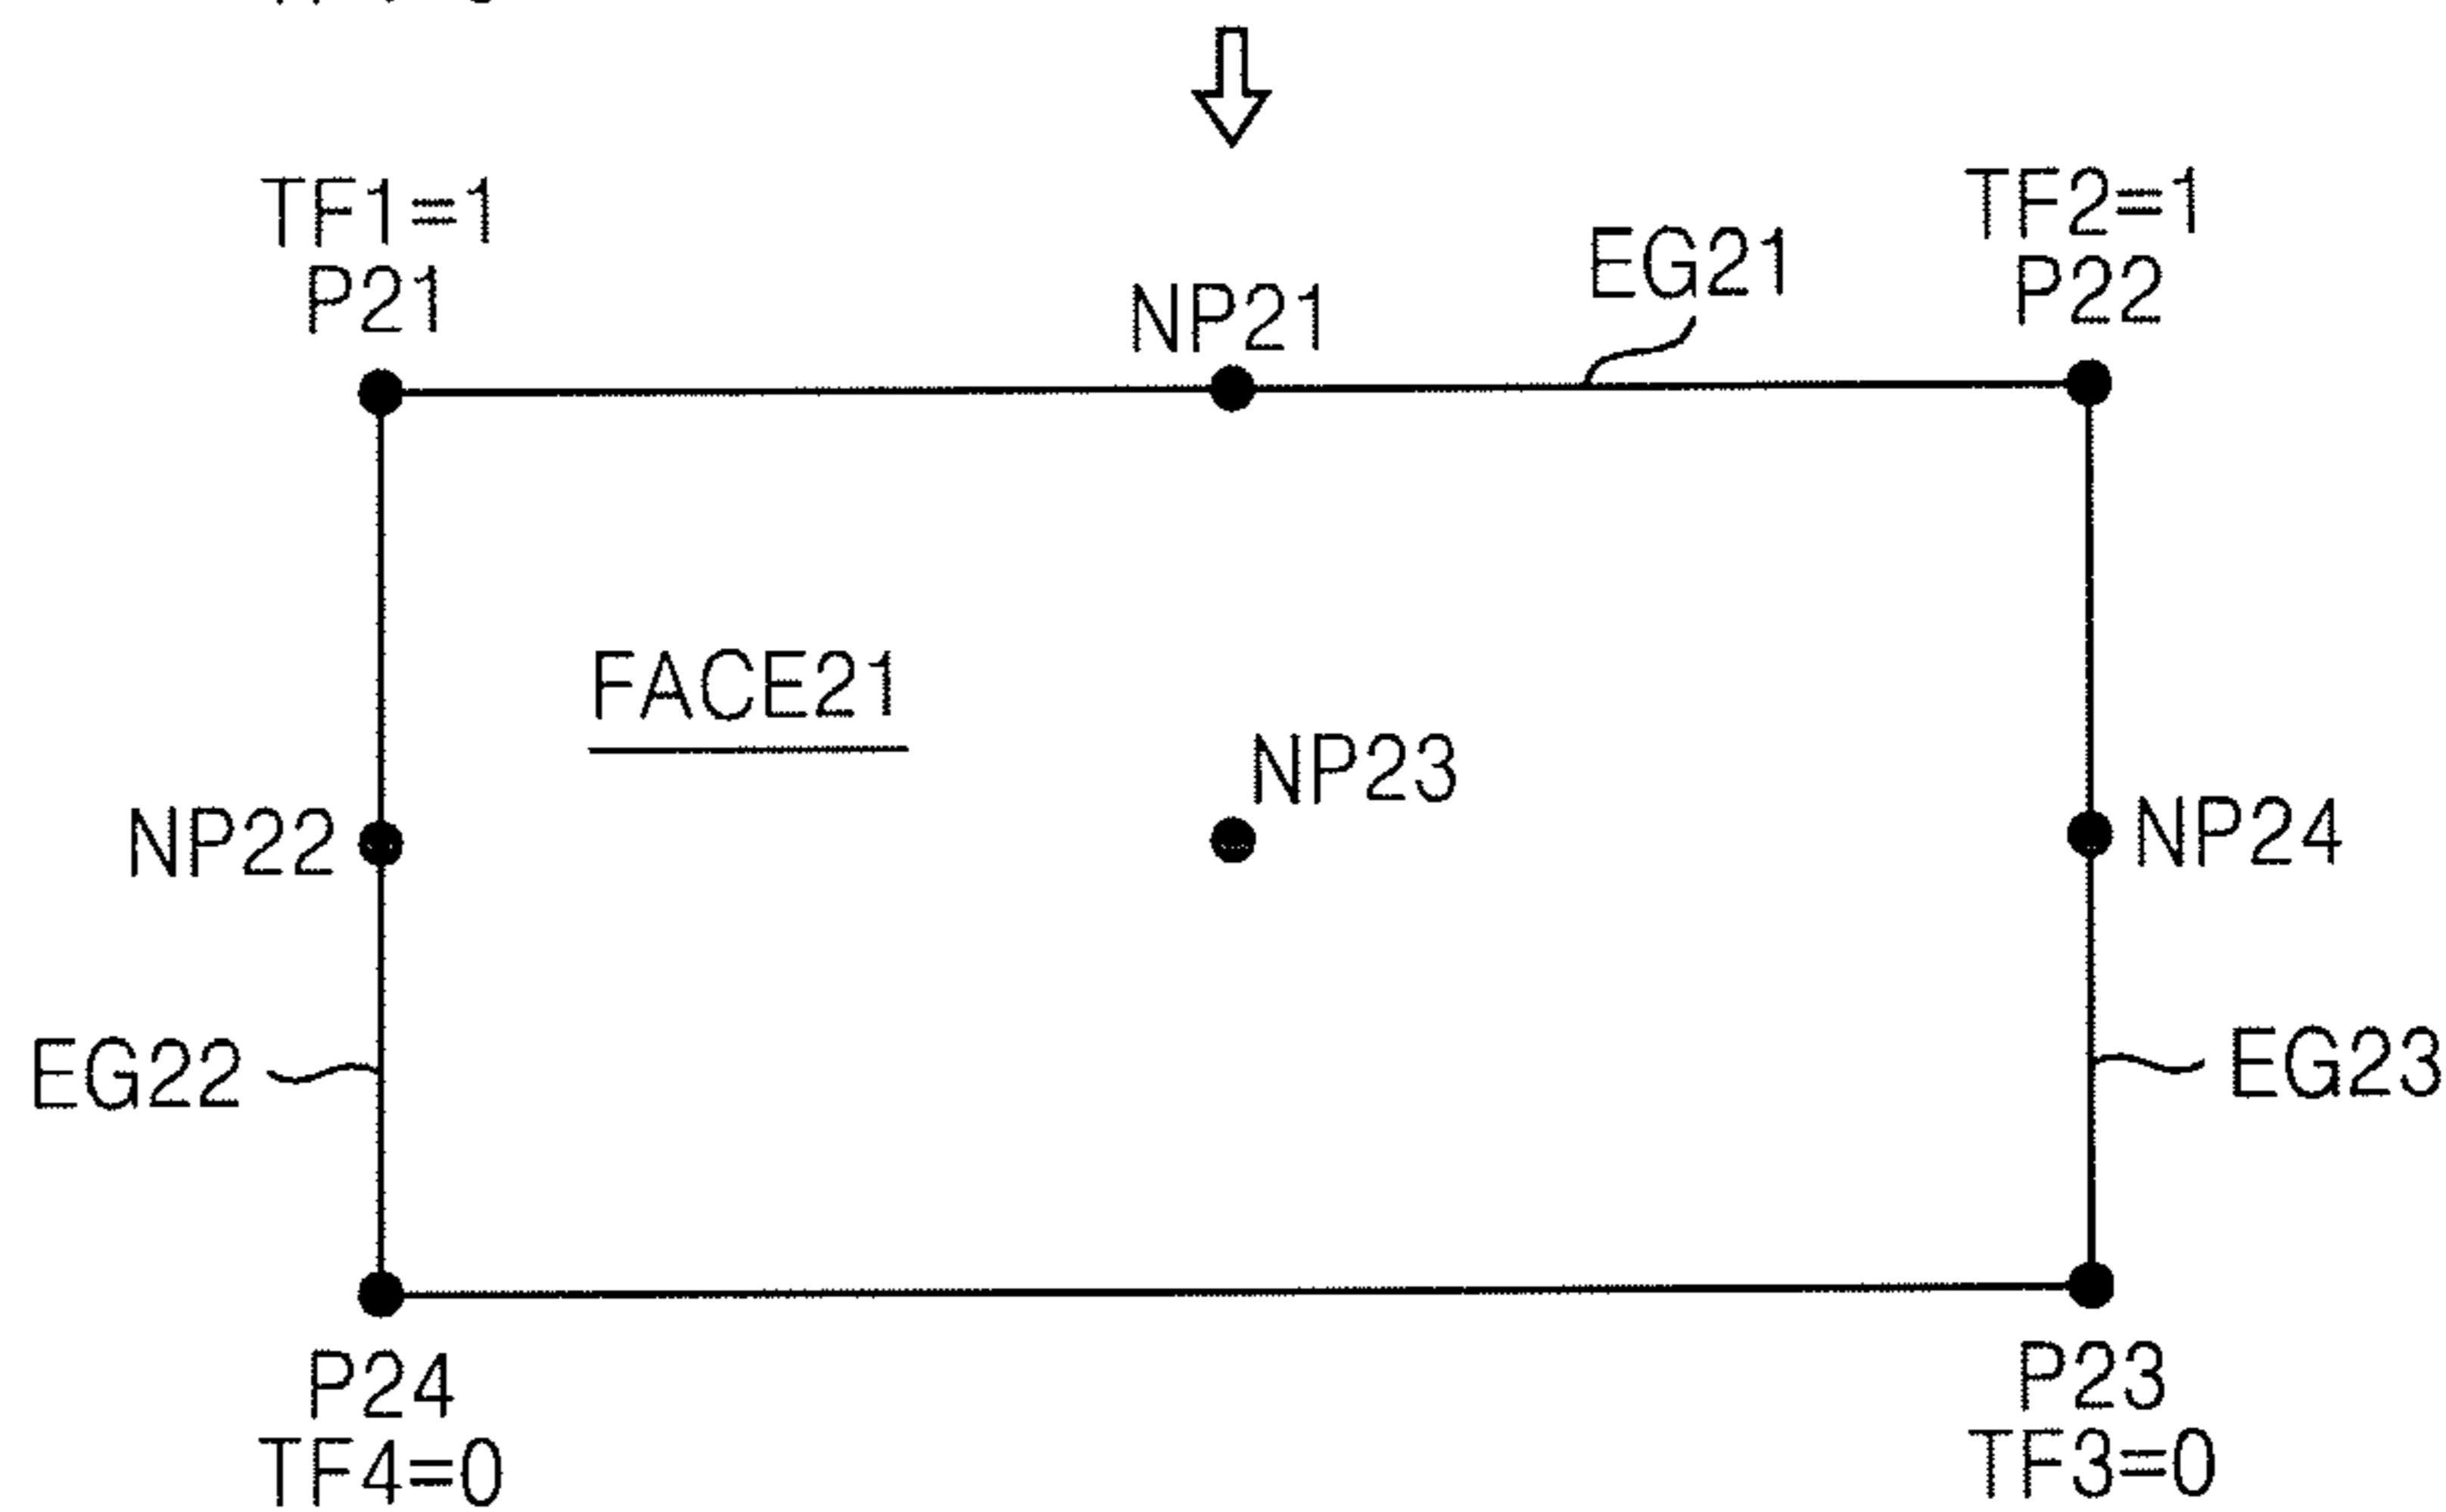 TF1=1
P21
NP21
EG21
TF2=1
P22
FACE21
NP23
NP22
NP24
EG22
EG23
P24
TF4=0
P23
TF3=0